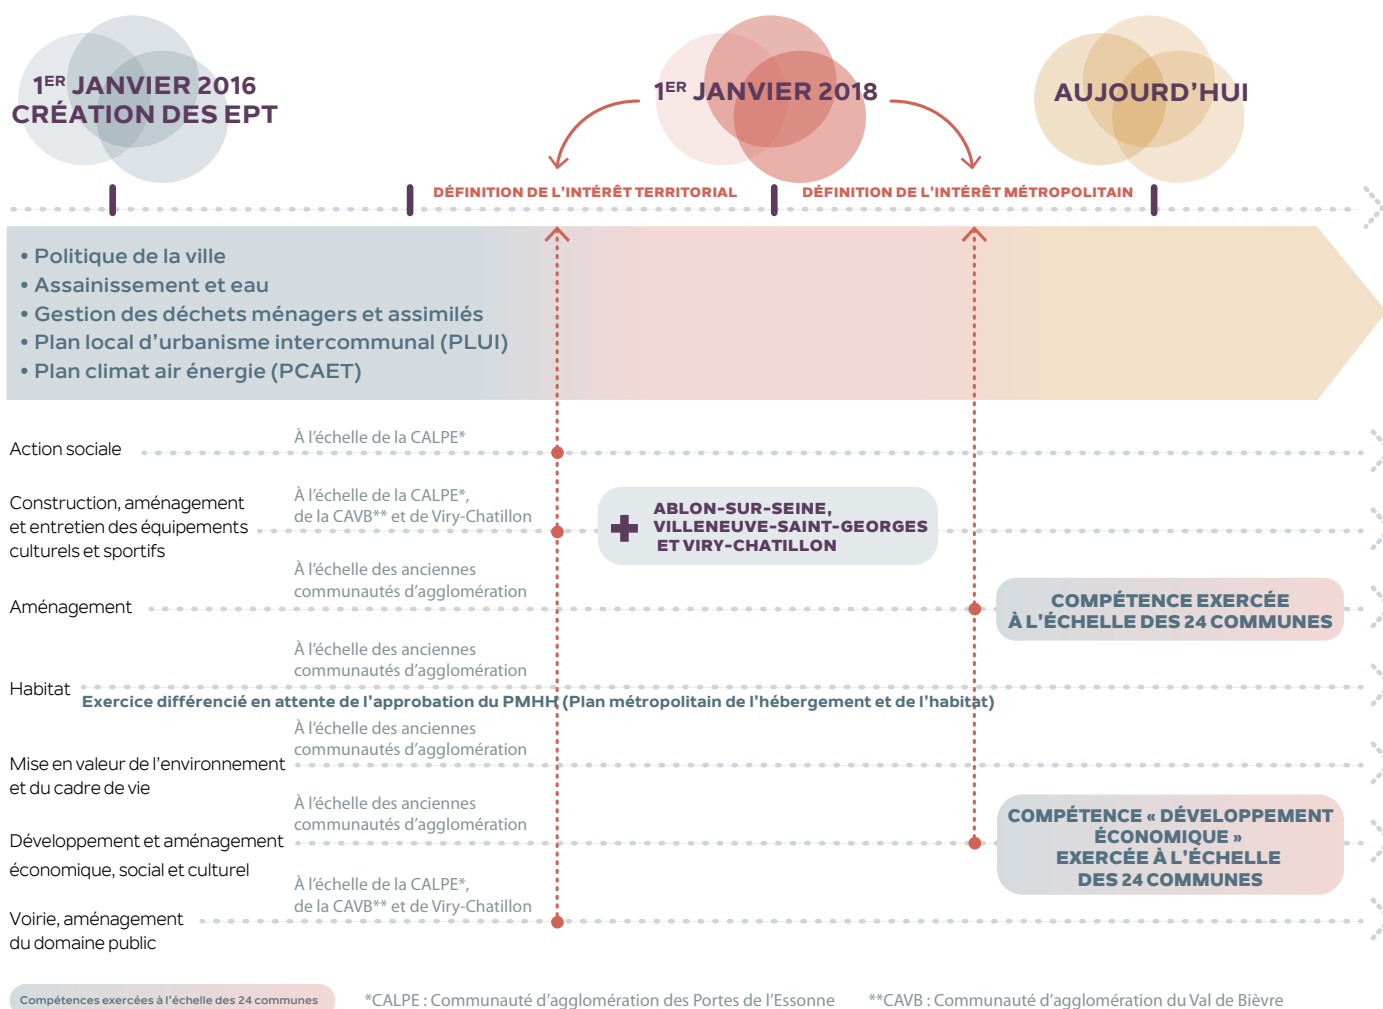 1ER JANVIER 2016
CRÉATION DES EPT
1ER JANVIER 2018
AUJOURD'HUI
DÉFINITION DE L'INTÉRÊT TERRITORIAL
DÉFINITION DE L'INTÉRÊT MÉTROPOLITAIN
• Politique de la ville
• Assainissement et eau
• Gestion des déchets ménagers et assimilés
• Plan local d'urbanisme intercommunal (PLUI)
• Plan climat air énergie (PCAET)
Action sociale
À l'échelle de la CALPE*
Construction, aménagement
et entretien des équipements
culturels et sportifs
À l'échelle de la CALPE*,
de la CAVB** et de Viry-Chatillon
+ ABLON-SUR-SEINE,
VILLENEUVE-SAINT-GEORGES
ET VIRY-CHATILLON
Aménagement
À l'échelle des anciennes
communautés d'agglomération
COMPÉTENCE EXERCÉE
À L'ÉCHELLE DES 24 COMMUNES
Habitat
À l'échelle des anciennes
communautés d'agglomération
Exercice différencié en attente de l'approbation du PMHH (Plan métropolitain de l'hébergement et de l'habitat)
Mise en valeur de l'environnement
et du cadre de vie
À l'échelle des anciennes
communautés d'agglomération
Développement et aménagement
économique, social et culturel
À l'échelle des anciennes
communautés d'agglomération
COMPÉTENCE « DÉVELOPPEMENT
ÉCONOMIQUE »
EXERCÉE À L'ÉCHELLE
DES 24 COMMUNES
Voirie, aménagement
du domaine public
À l'échelle de la CALPE*,
de la CAVB** et de Viry-Chatillon
Compétences exercées à l'échelle des 24 communes
*CALPE : Communauté d'agglomération des Portes de l'Essonne
**CAVB : Communauté d'agglomération du Val de Bièvre